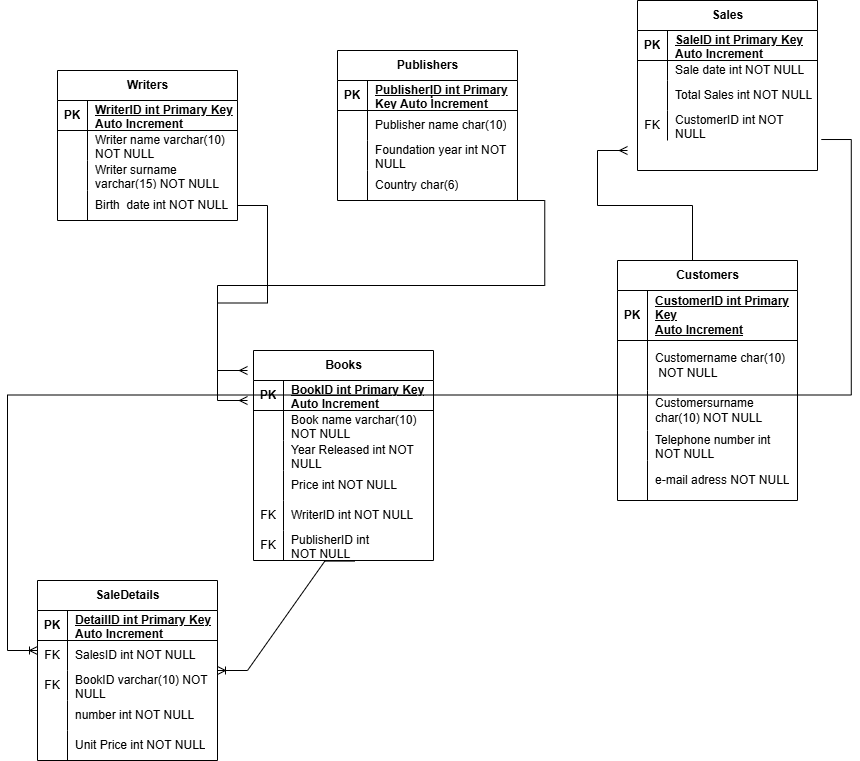 Sales
PK
SaleID int Primary Key
Auto Increment
Sale date int NOT NULL
Total Sales int NOT NULL
FK
CustomerID int NOT
NULL
Publishers
PK
PublisherID int Primary
Key Auto Increment
Publisher name char(10)
Foundation year int NOT
NULL
Country char(6)
Writers
PK
WriterID int Primary Key
Auto Increment
Writer name varchar(10)
NOT NULL
Writer surname
varchar(15) NOT NULL
Birth  date int NOT NULL
Customers
PK
CustomerID int Primary
Key
Auto Increment
Customername char(10)
NOT NULL
Customersurname
char(10) NOT NULL
Telephone number int
NOT NULL
e-mail adress NOT NULL
Books
PK
BookID int Primary Key
Auto Increment
Book name varchar(10)
NOT NULL
Year Released int NOT
NULL
Price int NOT NULL
FK
WriterID int NOT NULL
FK
PublisherID int
NOT NULL
SaleDetails
PK
DetailID int Primary Key
Auto Increment
FK
SalesID int NOT NULL
FK
BookID varchar(10) NOT
NULL
number int NOT NULL
Unit Price int NOT NULL